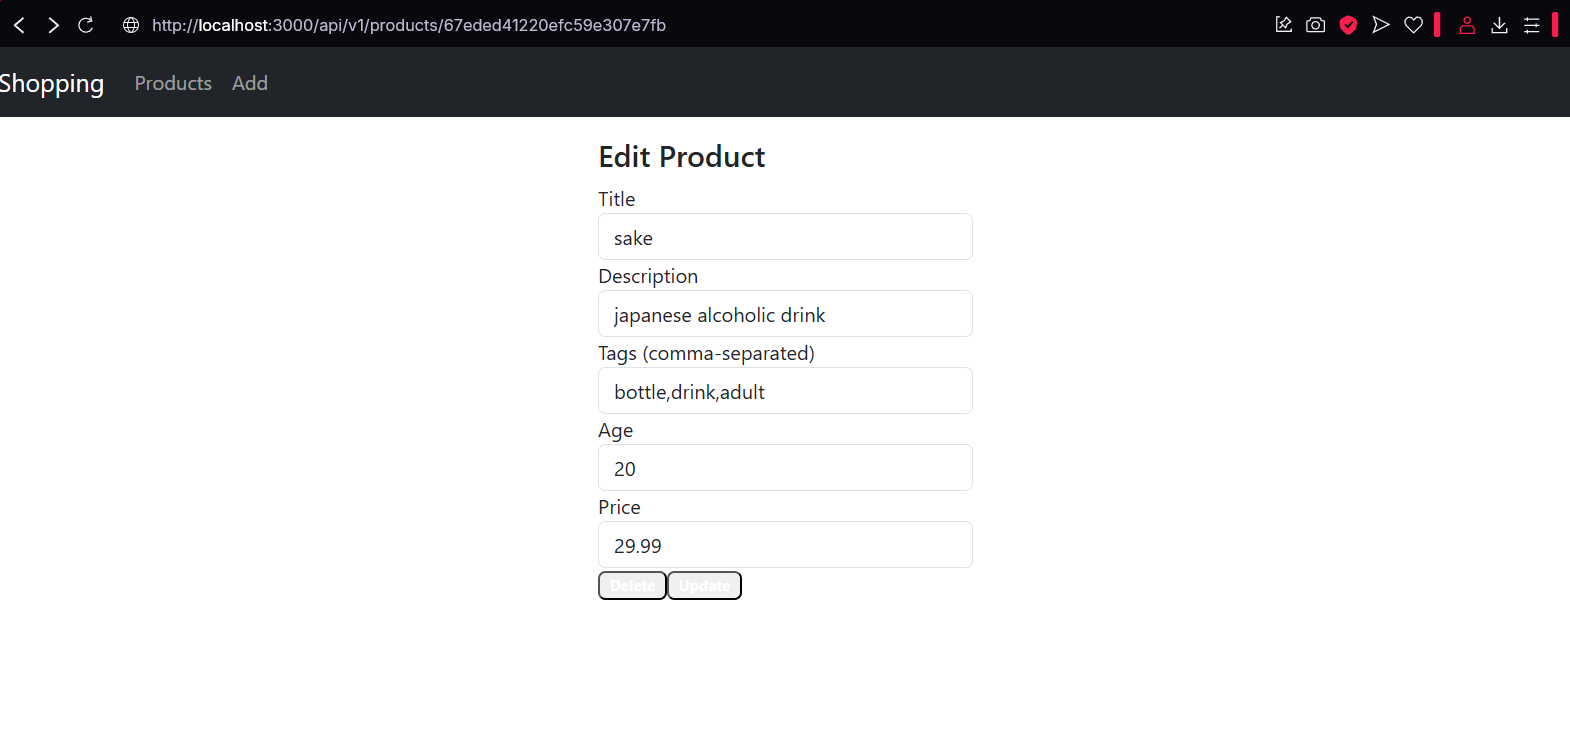 http://localhost:3000/api/v1/products/67eded41220efc59e307e7fb
Shopping Products Add
Edit Product
Title
sake
Description
japanese alcoholic drink
Tags (comma-separated)
bottle,drink,adult
Age
20
Price
29.99
Delete Update